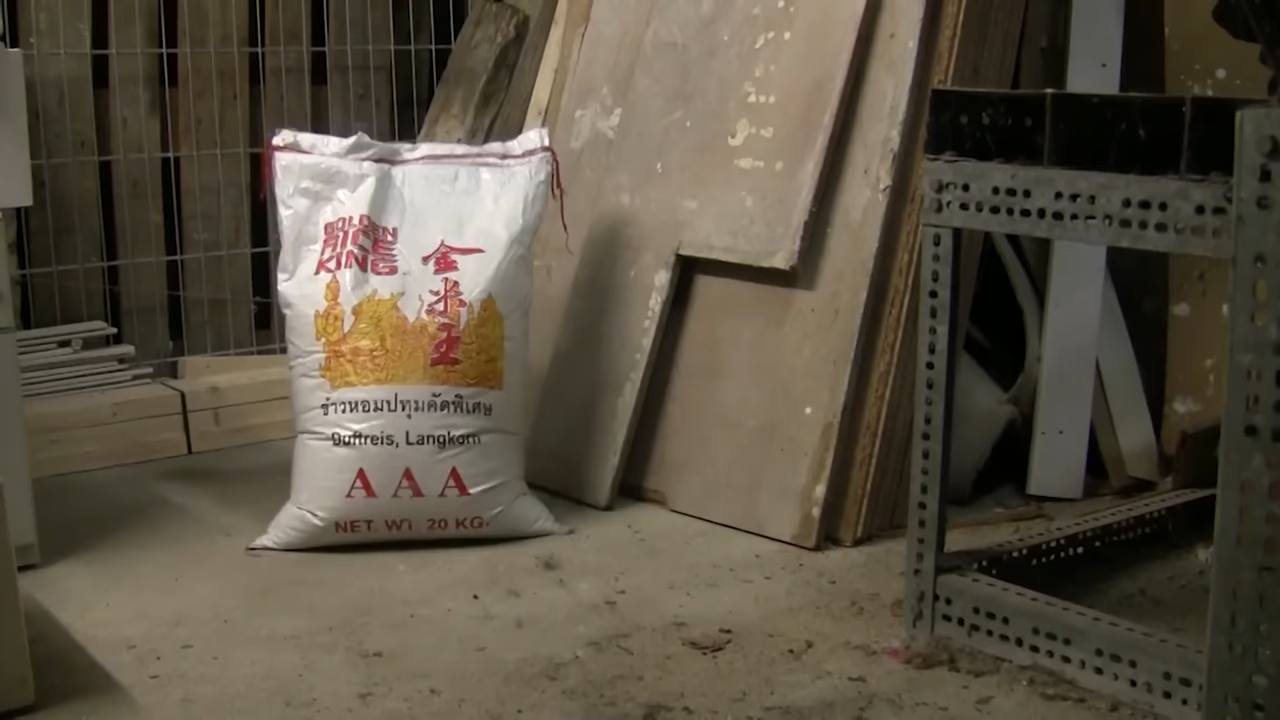 GOLDEN
RICE
KING
金米王
ข้าวหอมปทุมคัดพิเศษ
Duftreis, Langkorn
AAA
NET. WT. 20 KG.